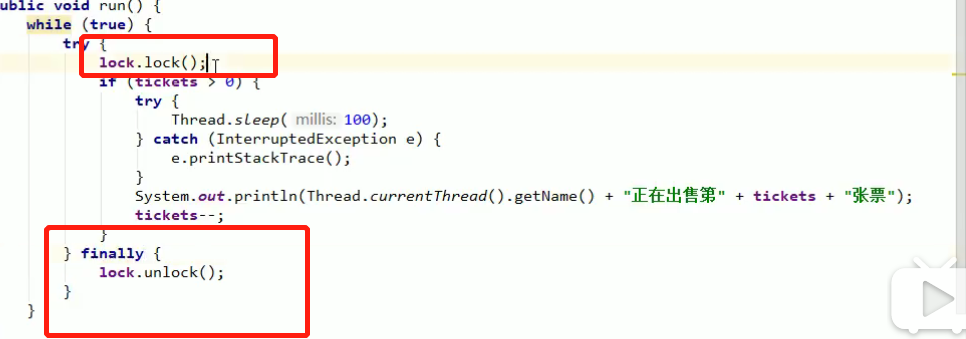 ublic void run() {
while (true) {
try {
lock.lock();
if (tickets > 0) {
try {
Thread.sleep( millis: 100);
} catch (InterruptedException e) {
e.printStackTrace();
}
System.out.println(Thread.currentThread().getName() + "正在出售第" + tickets + "张票");
tickets--;
}
} finally {
lock.unlock();
}
}